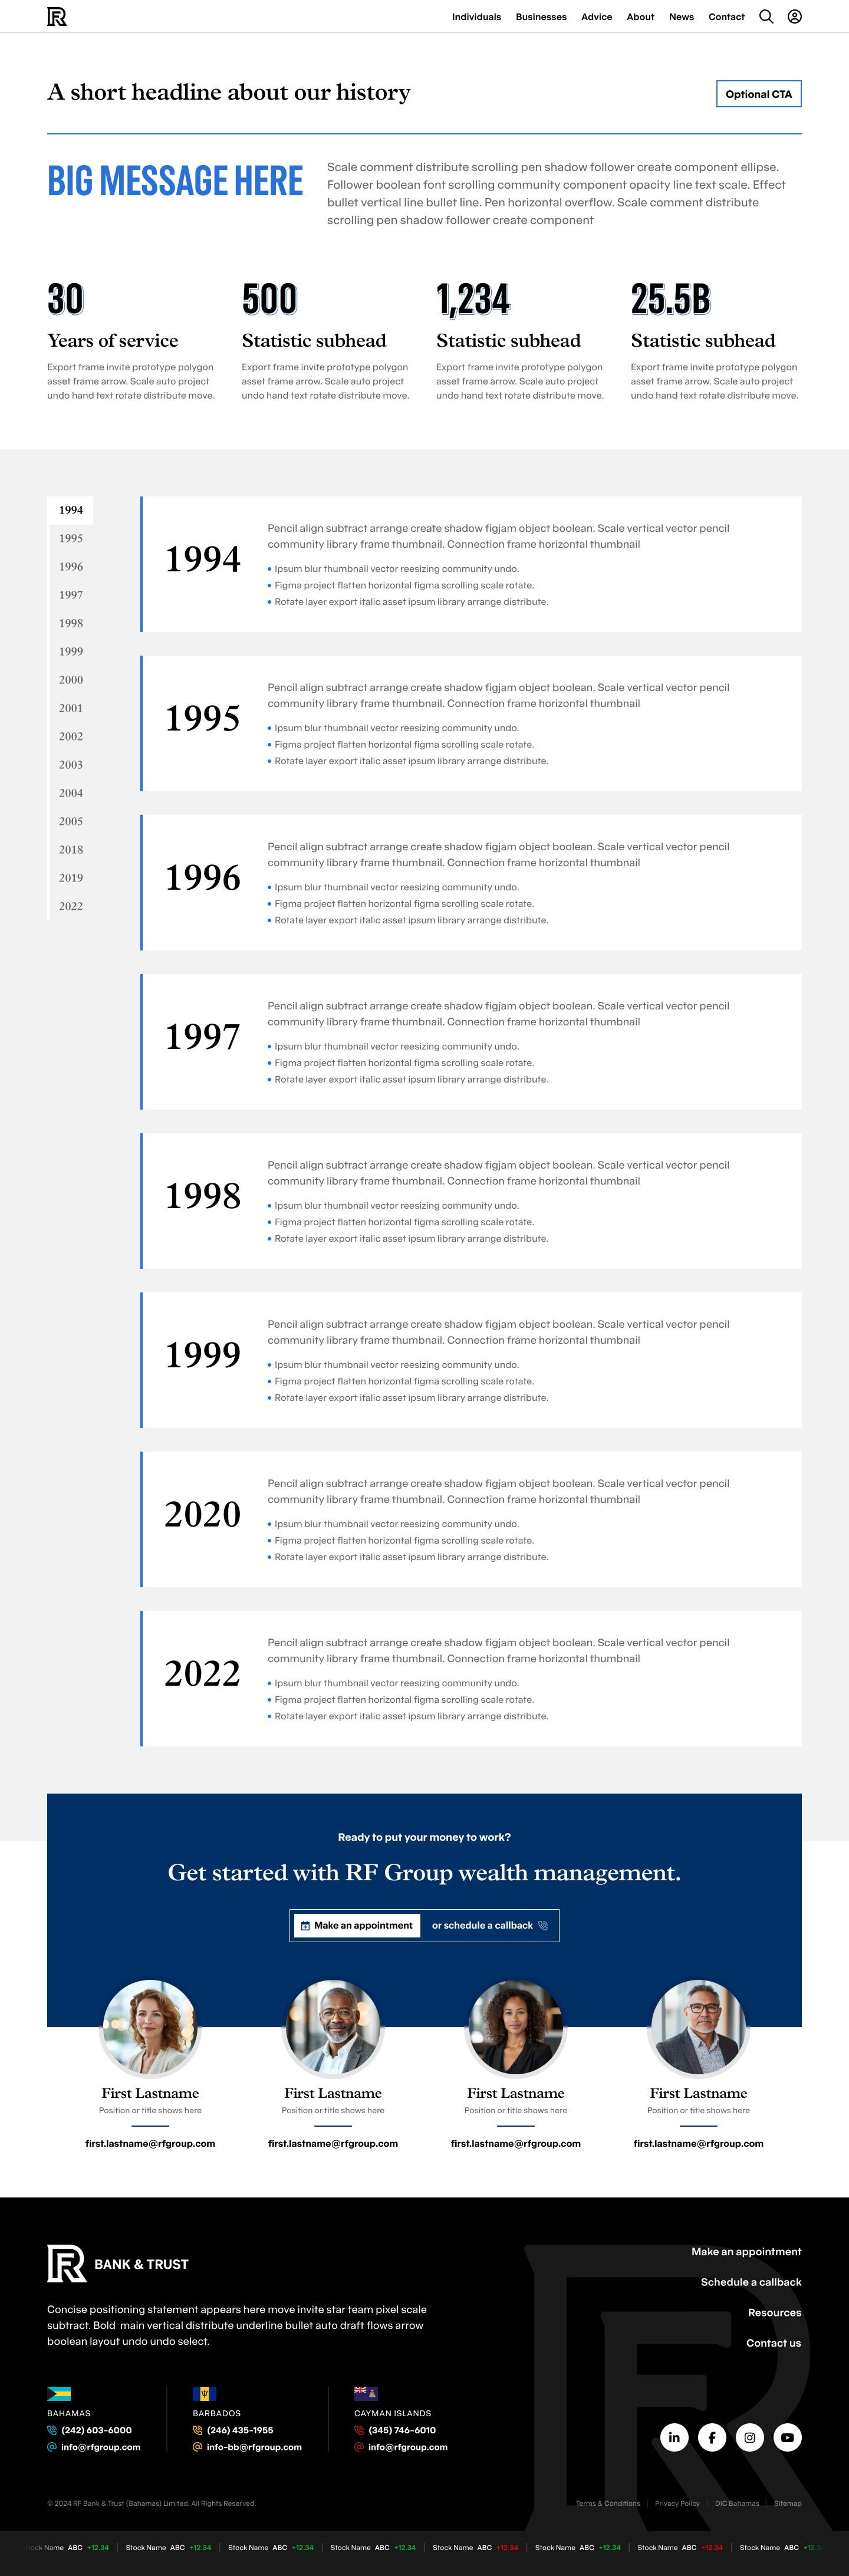 R
Individuals Businesses Advice About News Contact
A short headline about our history
Optional CTA
BIG MESSAGE HERE
Scale comment distribute scrolling pen shadow follower create component ellipse.
Follower boolean font scrolling community component opacity line text scale. Effect
bullet vertical line bullet line. Pen horizontal overflow. Scale comment distribute
scrolling pen shadow follower create component
30
Years of service
Export frame invite prototype polygon
asset frame arrow. Scale auto project
undo hand text rotate distribute move.
500
Statistic subhead
Export frame invite prototype polygon
asset frame arrow. Scale auto project
undo hand text rotate distribute move.
1,234
Statistic subhead
Export frame invite prototype polygon
asset frame arrow. Scale auto project
undo hand text rotate distribute move.
25.5B
Statistic subhead
Export frame invite prototype polygon
asset frame arrow. Scale auto project
undo hand text rotate distribute move.
1994
1995
1996
1997
1998
1999
2000
2001
2002
2003
2004
2005
2018
2019
2022
1994
Pencil align subtract arrange create shadow figjam object boolean. Scale vertical vector pencil
community library frame thumbnail. Connection frame horizontal thumbnail
Ipsum blur thumbnail vector reesizing community undo.
Figma project flatten horizontal figma scrolling scale rotate.
Rotate layer export italic asset ipsum library arrange distribute.
1995
Pencil align subtract arrange create shadow figjam object boolean. Scale vertical vector pencil
community library frame thumbnail. Connection frame horizontal thumbnail
Ipsum blur thumbnail vector reesizing community undo.
Figma project flatten horizontal figma scrolling scale rotate.
Rotate layer export italic asset ipsum library arrange distribute.
1996
Pencil align subtract arrange create shadow figjam object boolean. Scale vertical vector pencil
community library frame thumbnail. Connection frame horizontal thumbnail
Ipsum blur thumbnail vector reesizing community undo.
Figma project flatten horizontal figma scrolling scale rotate.
Rotate layer export italic asset ipsum library arrange distribute.
1997
Pencil align subtract arrange create shadow figjam object boolean. Scale vertical vector pencil
community library frame thumbnail. Connection frame horizontal thumbnail
Ipsum blur thumbnail vector reesizing community undo.
Figma project flatten horizontal figma scrolling scale rotate.
Rotate layer export italic asset ipsum library arrange distribute.
1998
Pencil align subtract arrange create shadow figjam object boolean. Scale vertical vector pencil
community library frame thumbnail. Connection frame horizontal thumbnail
Ipsum blur thumbnail vector reesizing community undo.
Figma project flatten horizontal figma scrolling scale rotate.
Rotate layer export italic asset ipsum library arrange distribute.
1999
Pencil align subtract arrange create shadow figjam object boolean. Scale vertical vector pencil
community library frame thumbnail. Connection frame horizontal thumbnail
Ipsum blur thumbnail vector reesizing community undo.
Figma project flatten horizontal figma scrolling scale rotate.
Rotate layer export italic asset ipsum library arrange distribute.
2020
Pencil align subtract arrange create shadow figjam object boolean. Scale vertical vector pencil
community library frame thumbnail. Connection frame horizontal thumbnail
Ipsum blur thumbnail vector reesizing community undo.
Figma project flatten horizontal figma scrolling scale rotate.
Rotate layer export italic asset ipsum library arrange distribute.
2022
Pencil align subtract arrange create shadow figjam object boolean. Scale vertical vector pencil
community library frame thumbnail. Connection frame horizontal thumbnail
Ipsum blur thumbnail vector reesizing community undo.
Figma project flatten horizontal figma scrolling scale rotate.
Rotate layer export italic asset ipsum library arrange distribute.
Ready to put your money to work?
Get started with RF Group wealth management.
Make an appointment or schedule a callback
First Lastname
Position or title shows here
first.lastname@rfgroup.com
First Lastname
Position or title shows here
first.lastname@rfgroup.com
First Lastname
Position or title shows here
first.lastname@rfgroup.com
First Lastname
Position or title shows here
first.lastname@rfgroup.com
R BANK & TRUST
Concise positioning statement appears here move invite star team pixel scale
subtract. Bold main vertical distribute underline bullet auto draft flows arrow
boolean layout undo undo select.
Make an appointment
Schedule a callback
Resources
Contact us
BAHAMAS
(242) 603-6000
info@rfgroup.com
BARBADOS
(246) 435-1955
info-bb@rfgroup.com
CAYMAN ISLANDS
(345) 746-6010
info@rfgroup.com
in f
© 2024 RF Bank & Trust (Bahamas) Limited. All Rights Reserved.
Terms & Conditions Privacy Policy DIC Bahamas Sitemap
Name ABC +12.34 Stock Name ABC +12.34 Stock Name ABC +12.34 Stock Name ABC +12.34 Stock Name ABC +12.34 Stock Name ABC +12.34 Stock Name ABC +12.34 Stock Name ABC